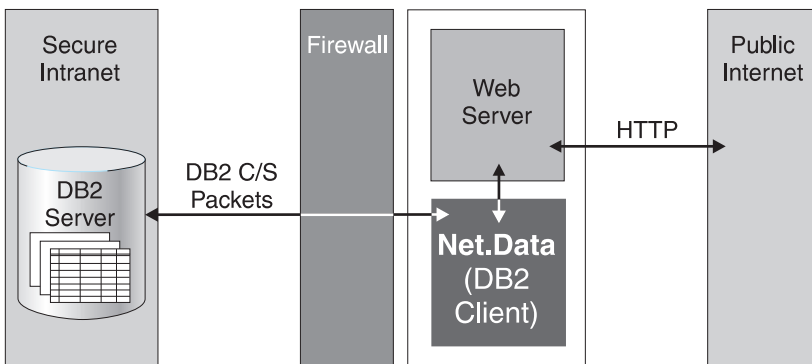 Secure
Intranet
DB2
Server
DB2 C/S
Packets
Firewall
Web
Server
Net.Data
(DB2
Client)
HTTP
Public
Internet